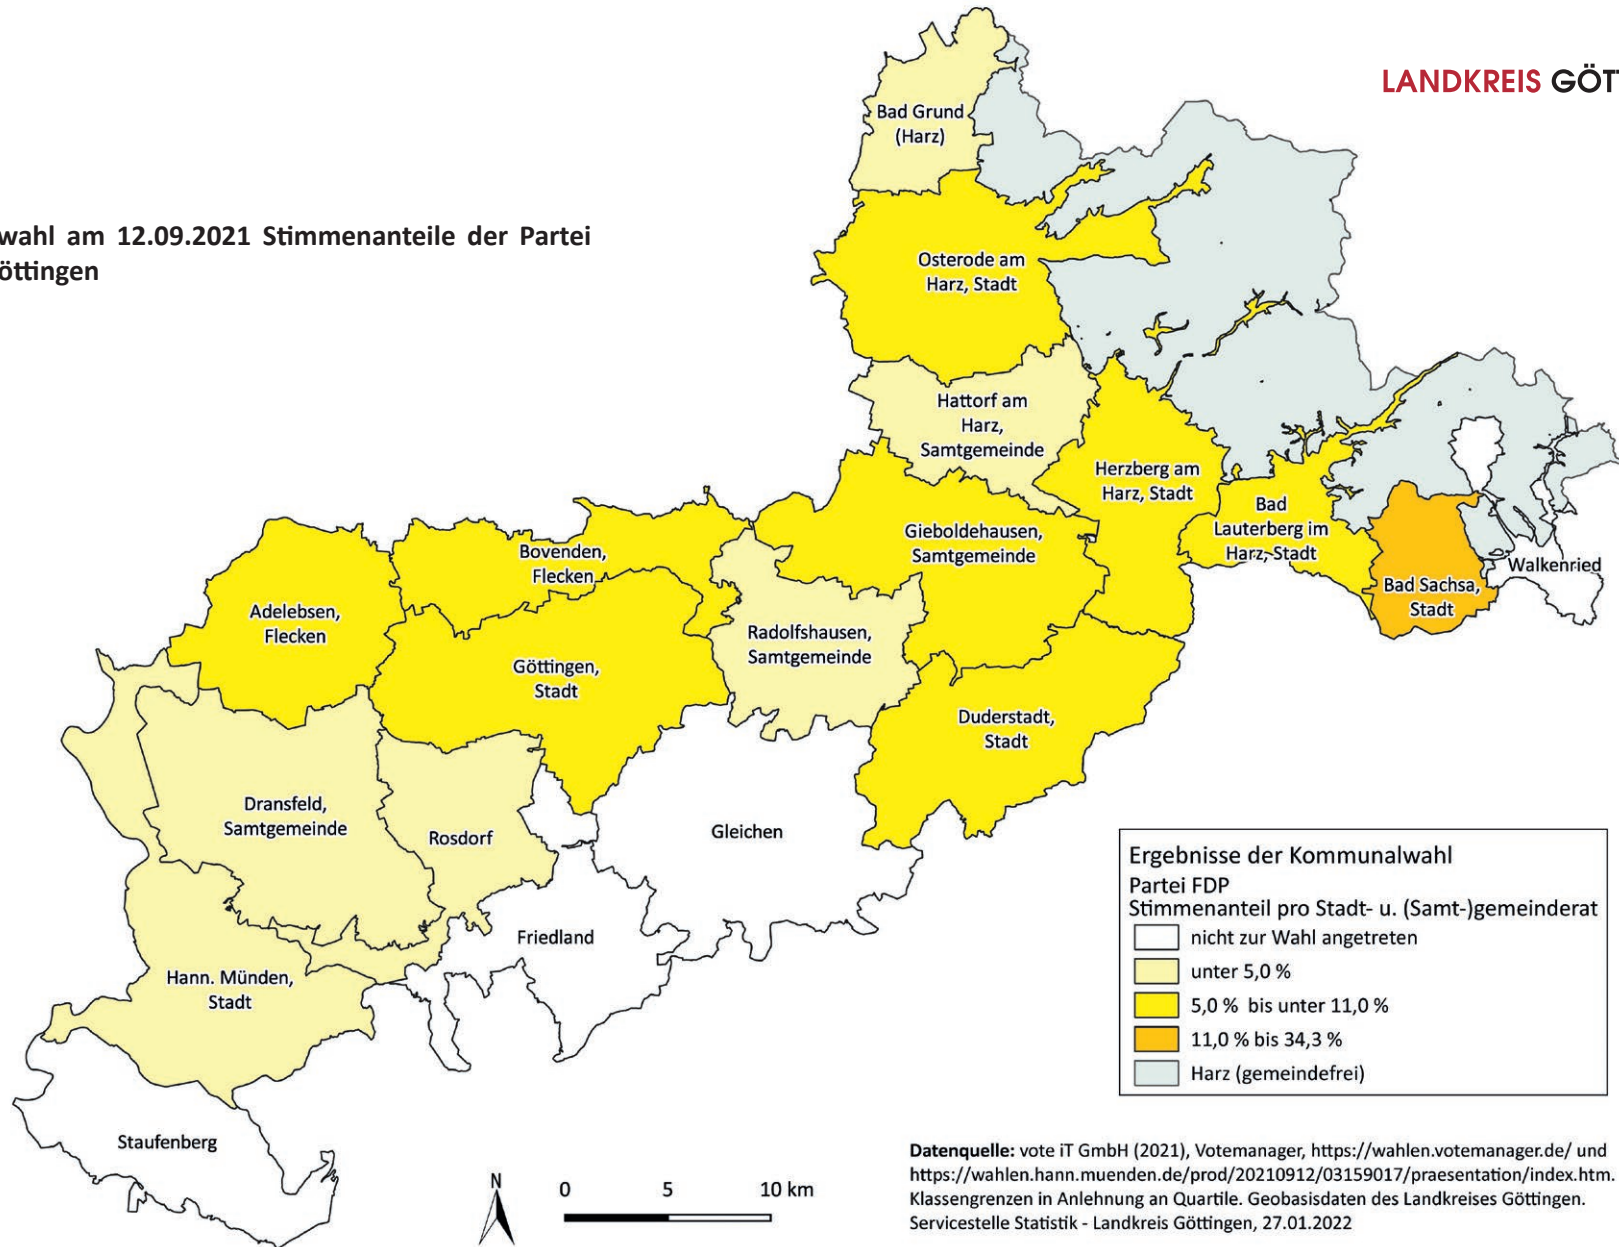 LANDKREIS GÖT
wahl am 12.09.2021 Stimmenanteile der Partei
öttingen
Bad Grund
(Harz)
Osterode am
Harz, Stadt
Hattorf am
Harz,
Samtgemeinde
Herzberg am
Harz, Stadt
Bad
Lauterberg im
Harz, Stadt
Gieboldehausen,
Samtgemeinde
Bovenden,
Flecken
Walkenried
Bad Sachsa,
Stadt
Adelebsen,
Flecken
Radolfshausen,
Samtgemeinde
Göttingen,
Stadt
Duderstadt,
Stadt
Dransfeld,
Samtgemeinde
Rosdorf
Gleichen
Friedland
Hann. Münden,
Stadt
Staufenberg
Ergebnisse der Kommunalwahl
Partei FDP
Stimmenanteil pro Stadt- u. (Samt-)gemeinderat
nicht zur Wahl angetreten
unter 5,0 %
5,0 % bis unter 11,0 %
11,0 % bis 34,3 %
Harz (gemeindefrei)
N
0 5 10 km
Datenquelle: vote iT GmbH (2021), Votemanager, https://wahlen.votemanager.de/ und
https://wahlen.hann.muenden.de/prod/20210912/03159017/praesentation/index.htm.
Klassengrenzen in Anlehnung an Quartile. Geobasisdaten des Landkreises Göttingen.
Servicestelle Statistik - Landkreis Göttingen, 27.01.2022